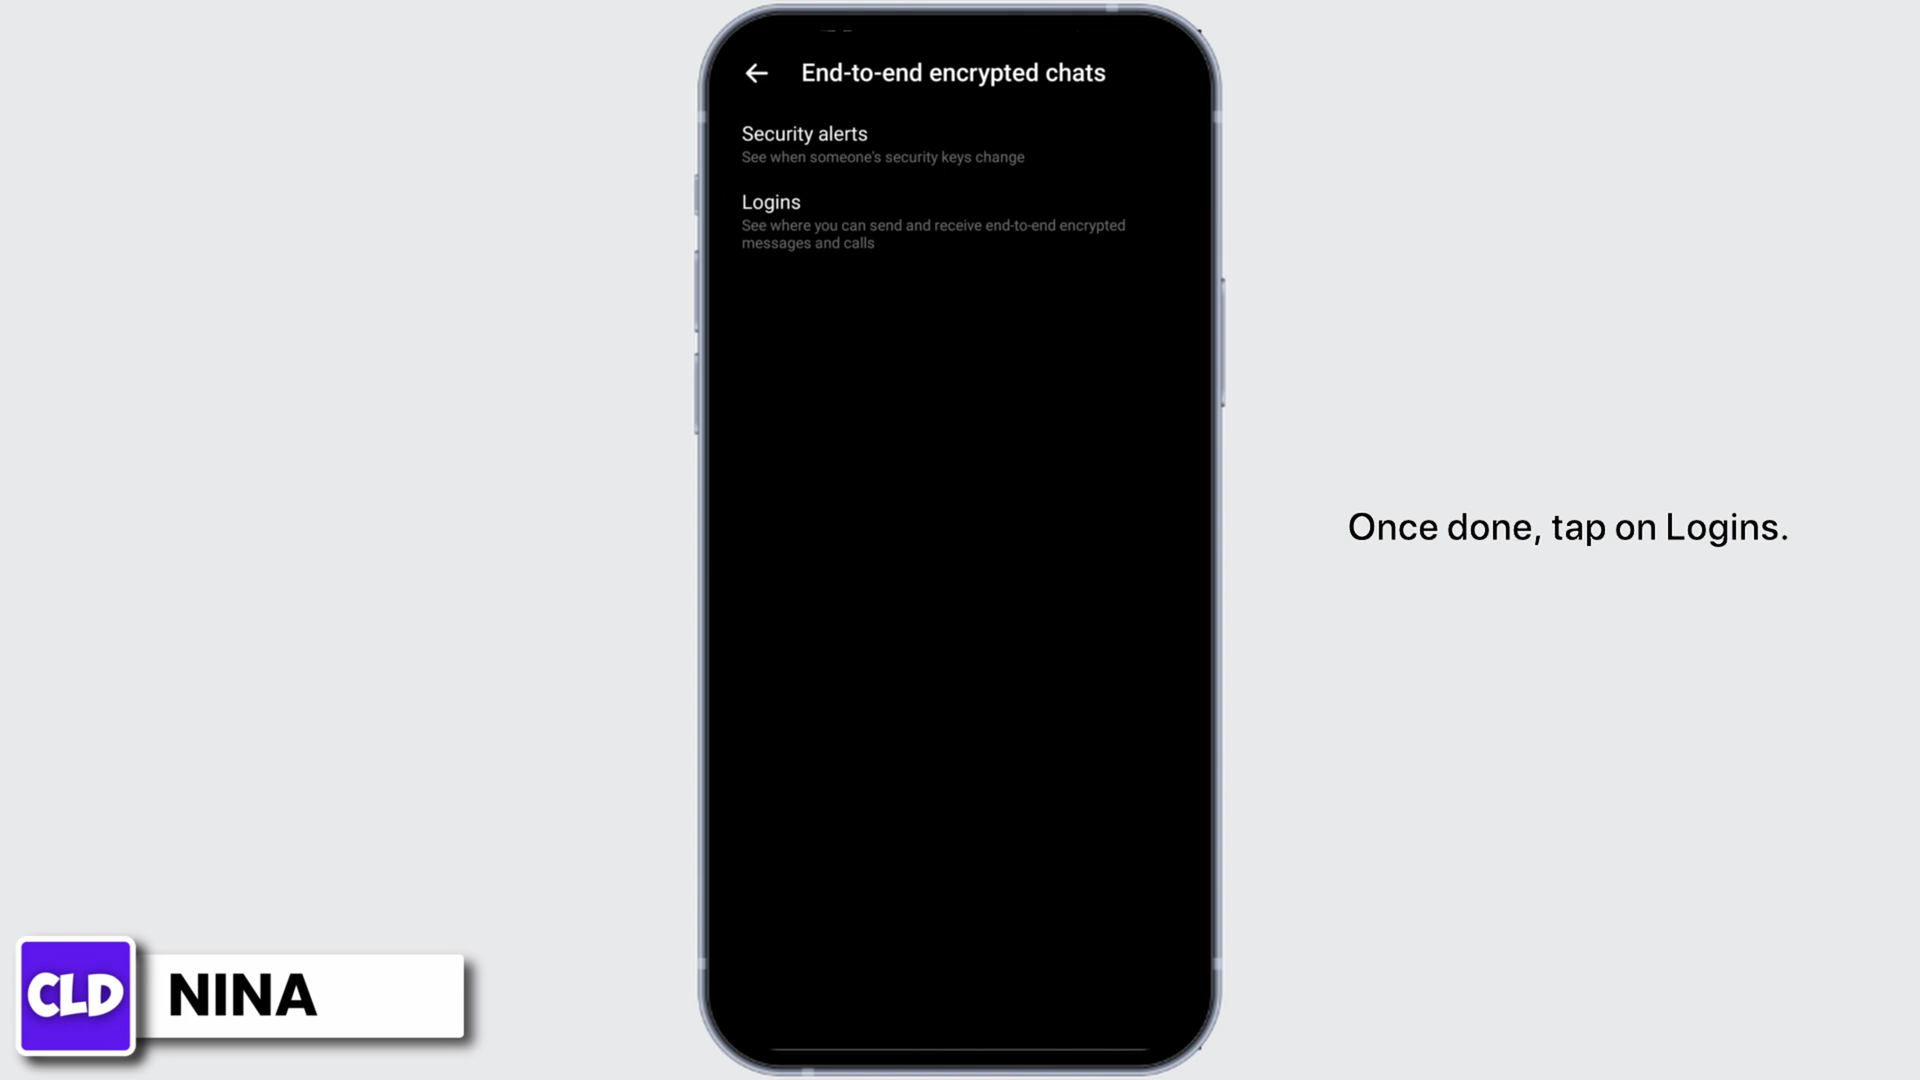 End-to-end encrypted chats
Security alerts
See when someone's security keys change
Logins
See where you can send and receive end-to-end encrypted
messages and calls
Once done, tap on Logins.
CLD
NINA